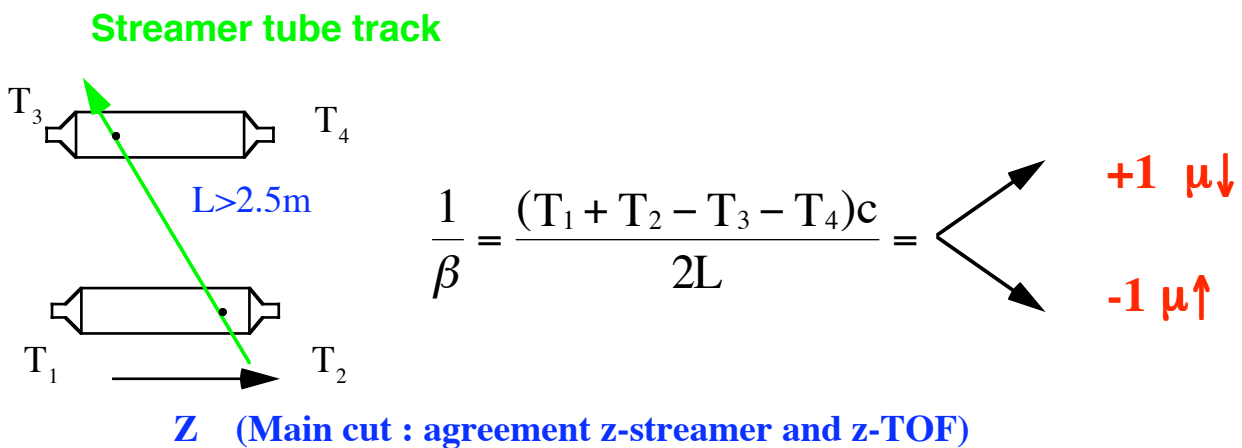 Streamer tube track
T₃ T₄
L>2.5m
1/β = (T₁ + T₂ − T₃ − T₄)c / 2L =
+1 μ↓
-1 μ↑
T₁ T₂
Z (Main cut : agreement z-streamer and z-TOF)